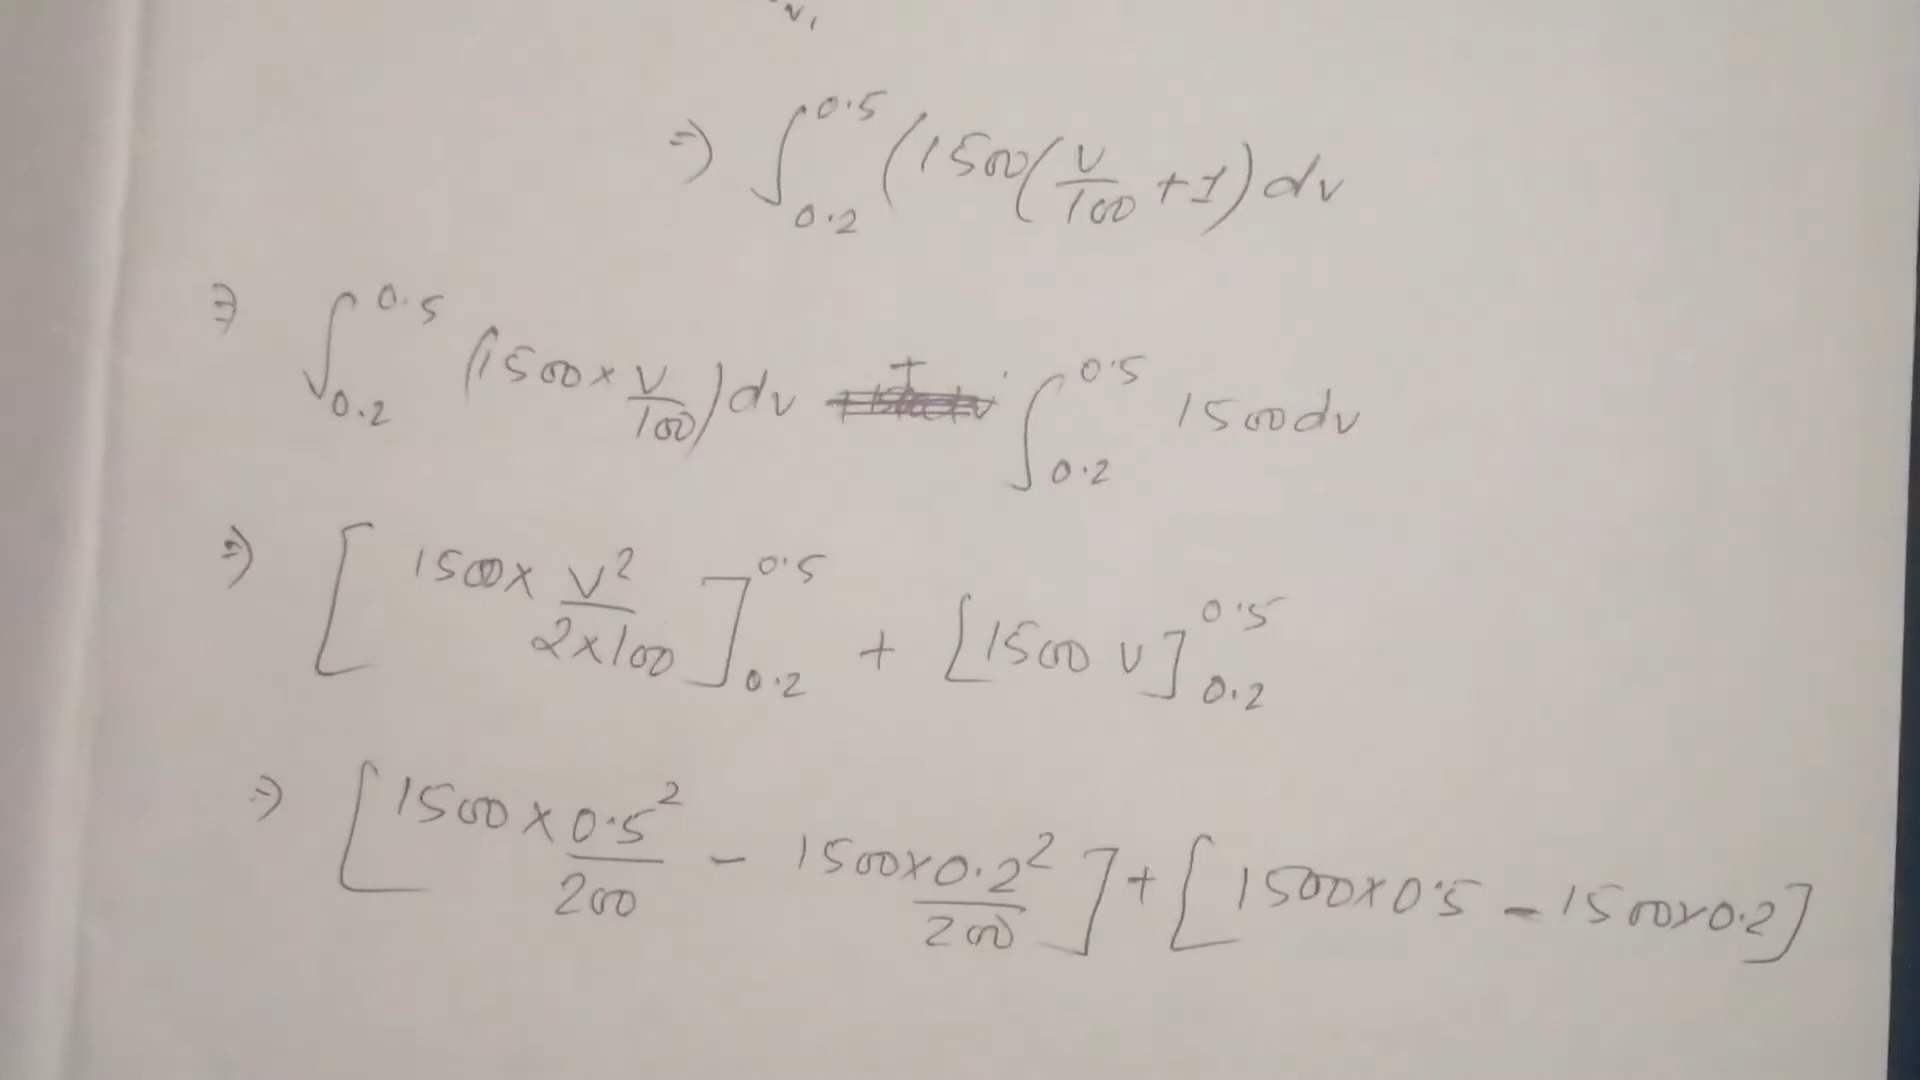 v₁
⇒ ∫_{0.2}^{0.5} (1500(v/100 + 1) dv
⇒ ∫_{0.2}^{0.5} (1500 × v/100) dv + ∫_{0.2}^{0.5} 1500 dv
⇒ [1500 × v²/(2×100)]_{0.2}^{0.5} + [1500 v]_{0.2}^{0.5}
⇒ [1500 × 0.5²/200 − 1500×0.2²/200] + [1500×0.5 − 1500×0.2]